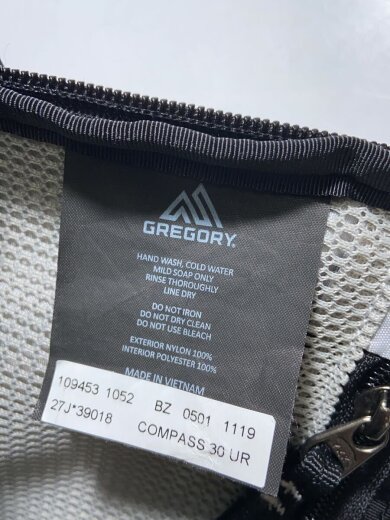 GREGORY
HAND WASH, COLD WATER
MILD SOAP ONLY
RINSE THOROUGHLY
LINE DRY
DO NOT IRON
DO NOT DRY CLEAN
DO NOT USE BLEACH
EXTERIOR NYLON 100%
INTERIOR POLYESTER 100%
MADE IN VIETNAM
109453 1052 BZ 0501 1119
27J*39018 COMPASS 30 UR